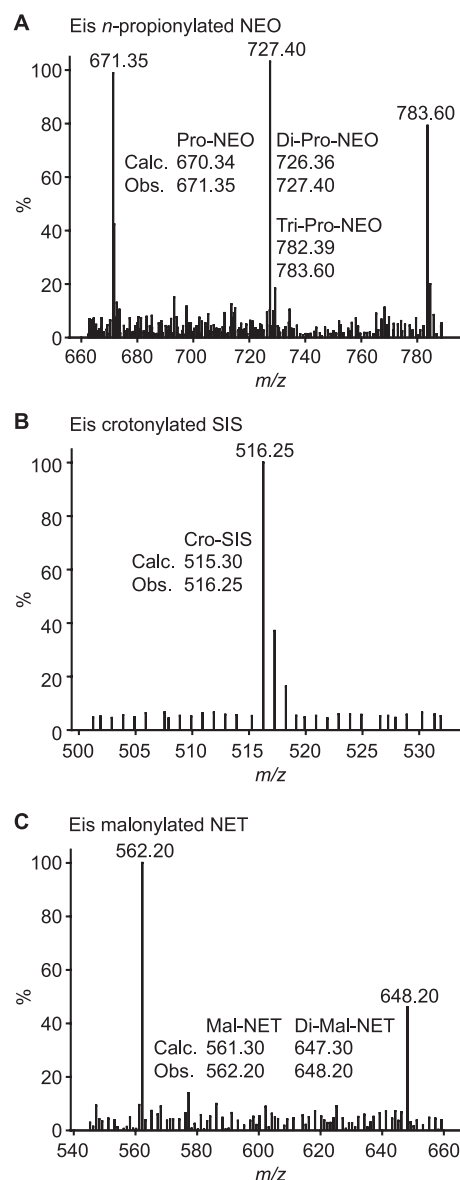 A Eis n-propionylated NEO
671.35
727.40
783.60
100
80
60
40
20
0
%
Pro-NEO
Calc. 670.34
Obs. 671.35
Di-Pro-NEO
726.36
727.40
Tri-Pro-NEO
782.39
783.60
660 680 700 720 740 760 780
m/z
B Eis crotonylated SIS
516.25
100
80
60
40
20
0
%
Cro-SIS
Calc. 515.30
Obs. 516.25
500 505 510 515 520 525 530
m/z
C Eis malonylated NET
562.20
648.20
100
80
60
40
20
0
%
Mal-NET Di-Mal-NET
Calc. 561.30 647.30
Obs. 562.20 648.20
540 560 580 600 620 640 660
m/z